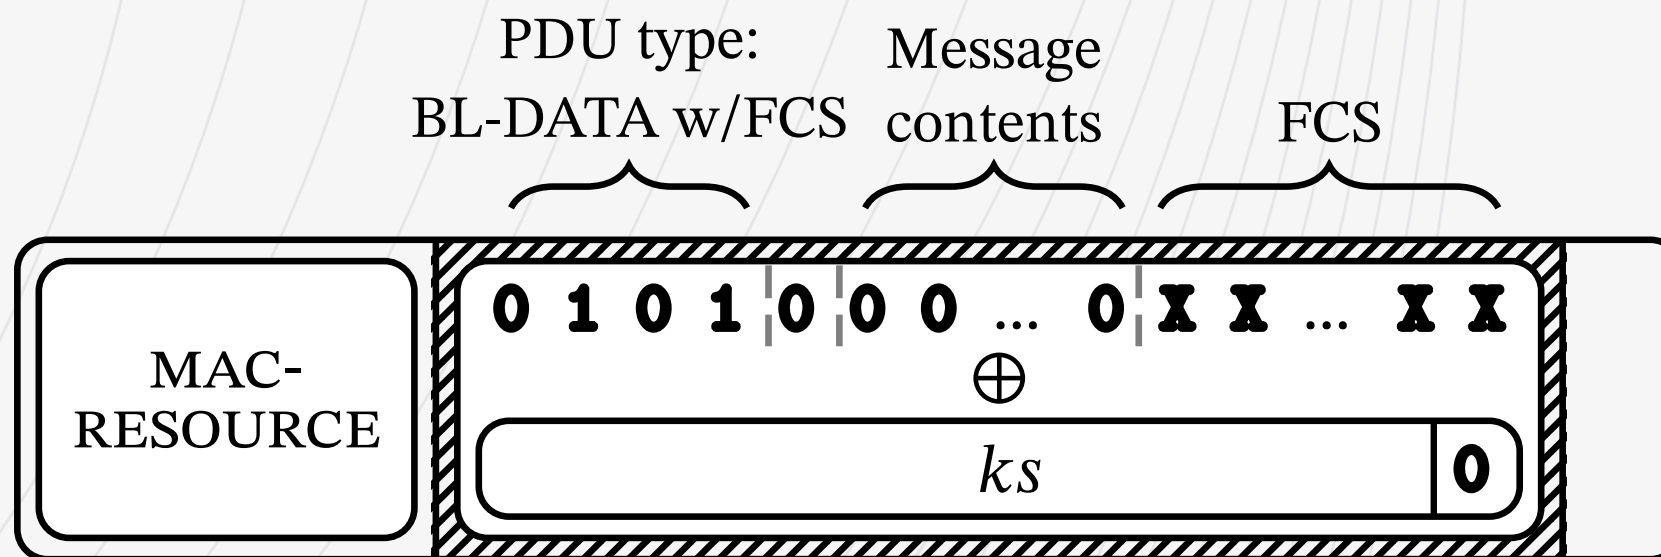 PDU type:
BL-DATA w/FCS
Message
contents
FCS
MAC-
RESOURCE
0 1 0 1 0 0 0 ... 0 X X ... X X
⊕
ks 0